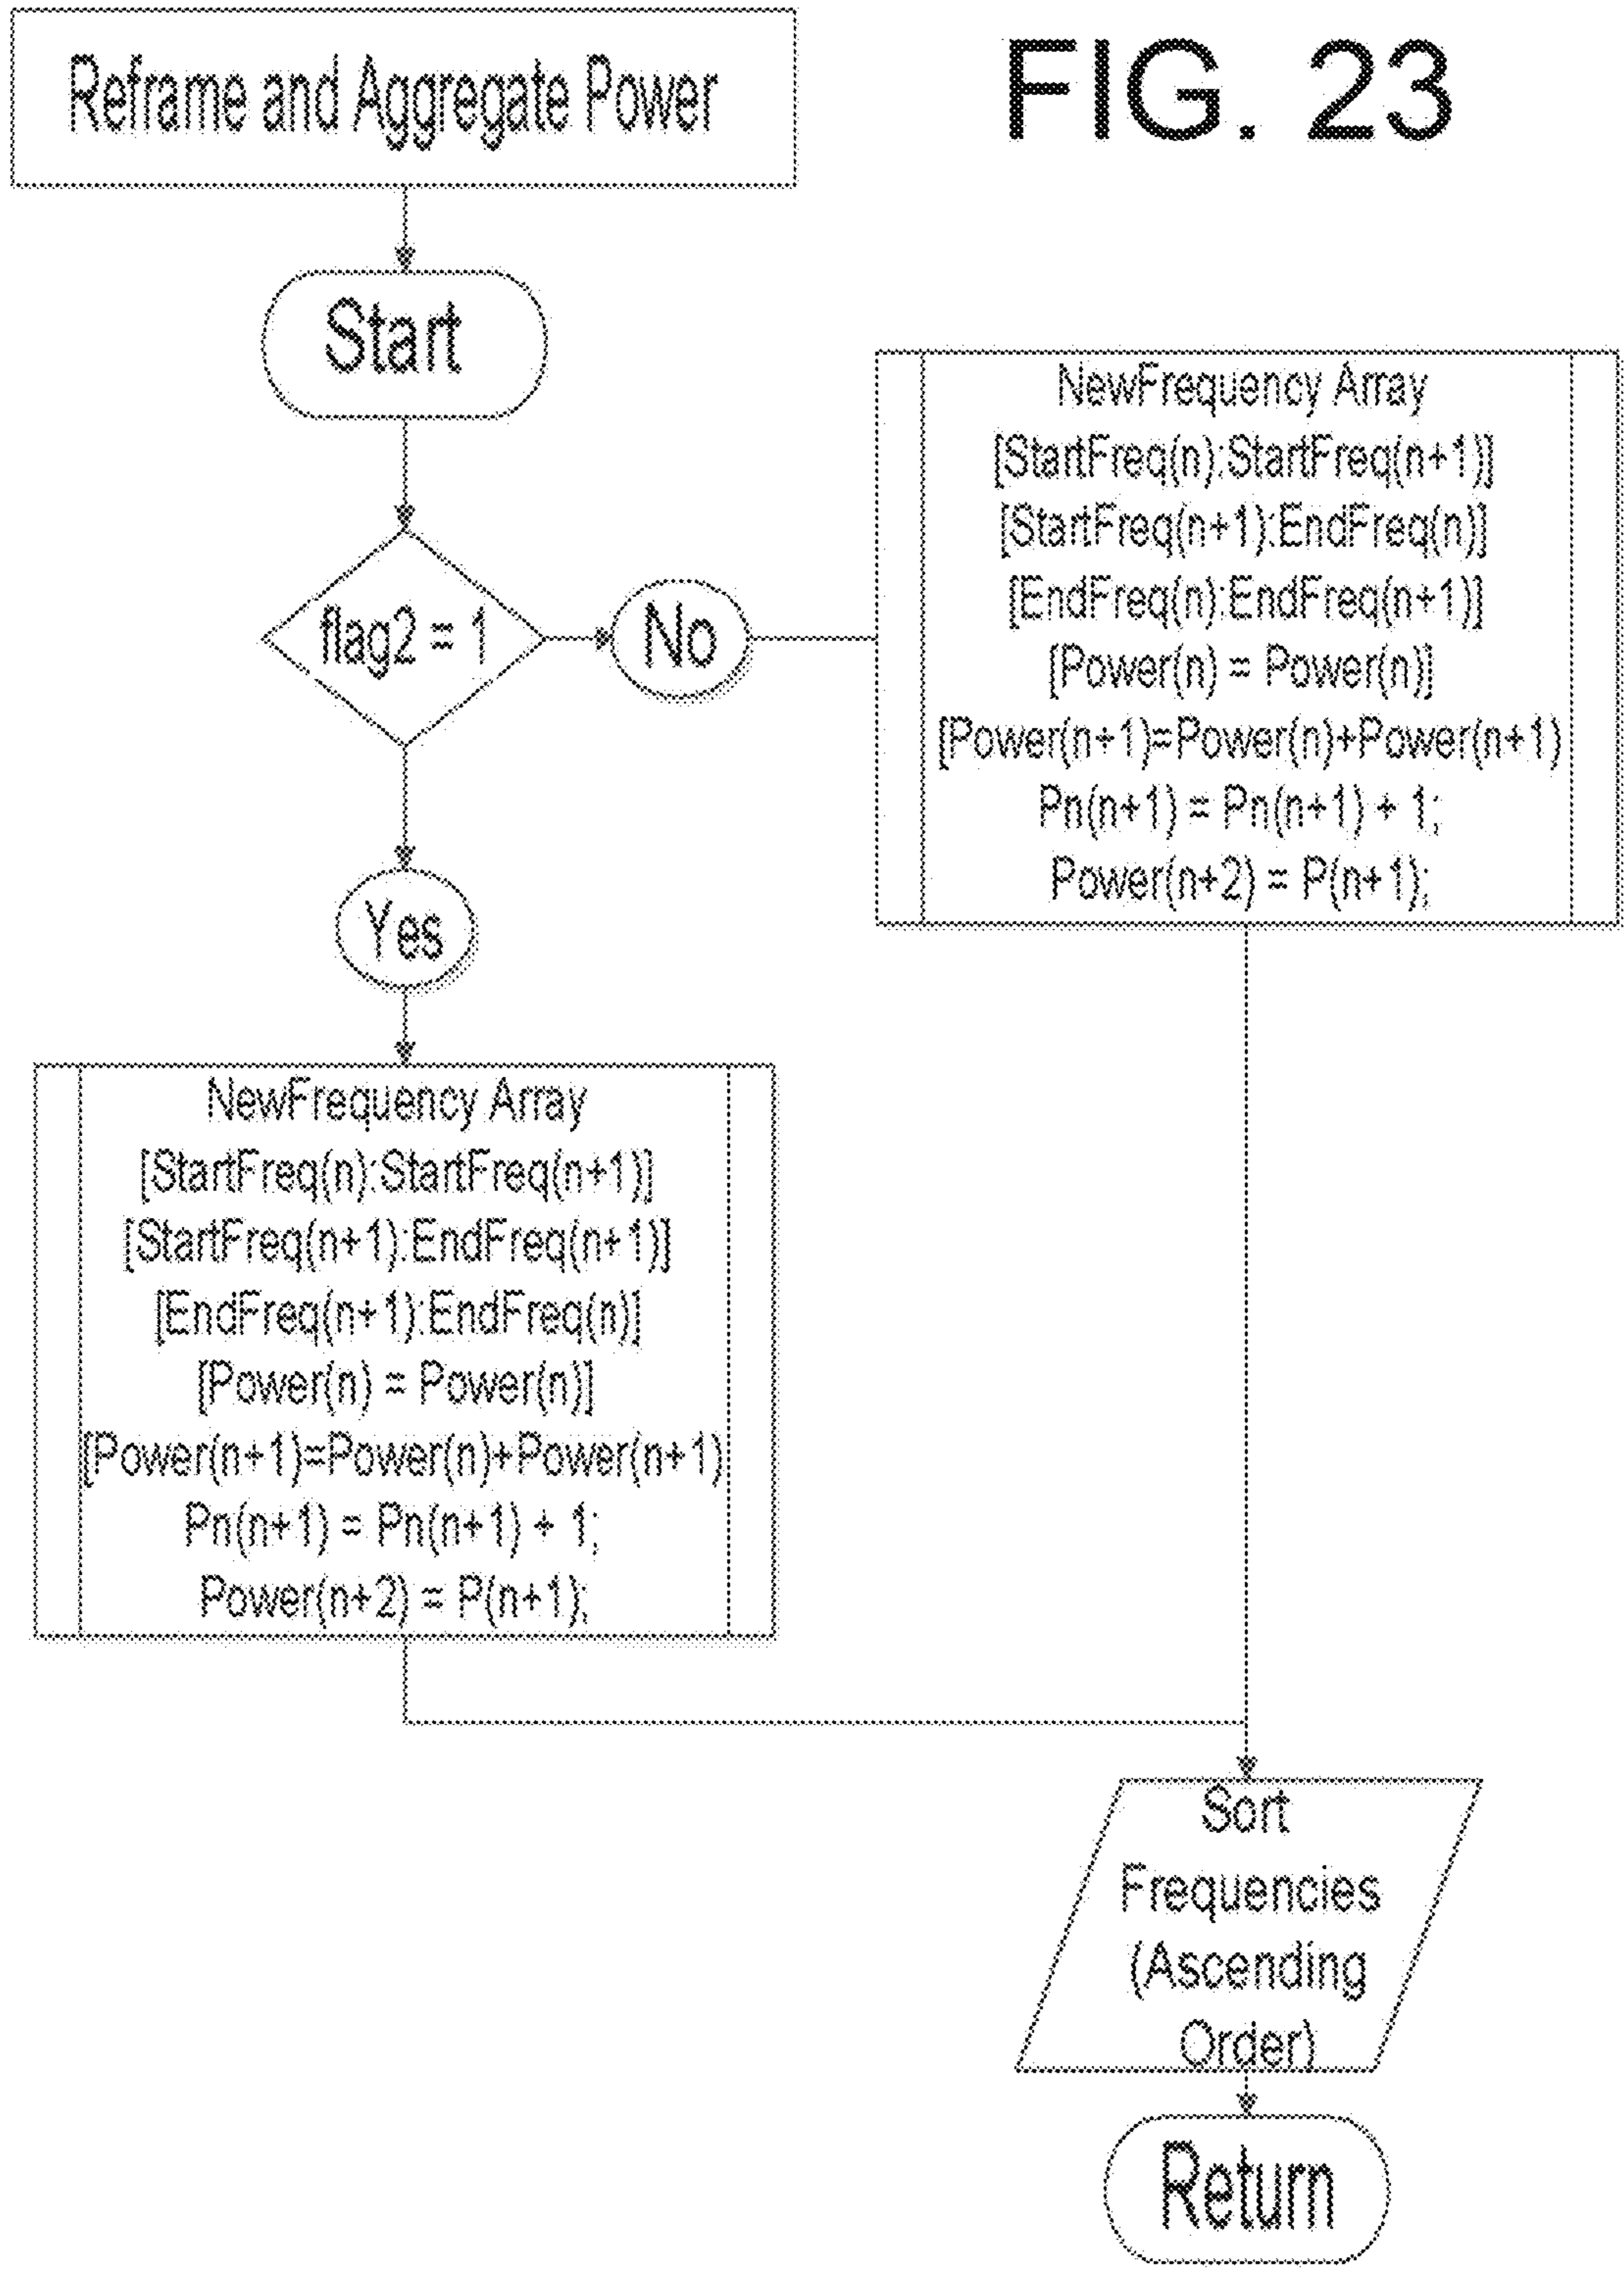 Reframe and Aggregate Power
FIG. 23
Start
flag2 = 1
No
NewFrequency Array
[StartFreq(n):StartFreq(n+1)]
[StartFreq(n+1):EndFreq(n)]
[EndFreq(n):EndFreq(n+1)]
[Power(n) = Power(n)]
[Power(n+1)=Power(n)+Power(n+1)
Pn(n+1) = Pn(n+1) + 1;
Power(n+2) = P(n+1);
Yes
NewFrequency Array
[StartFreq(n):StartFreq(n+1)]
[StartFreq(n+1):EndFreq(n+1)]
[EndFreq(n+1):EndFreq(n)]
[Power(n) = Power(n)]
[Power(n+1)=Power(n)+Power(n+1)
Pn(n+1) = Pn(n+1) + 1;
Power(n+2) = P(n+1);
Sort
Frequencies
(Ascending
Order)
Return